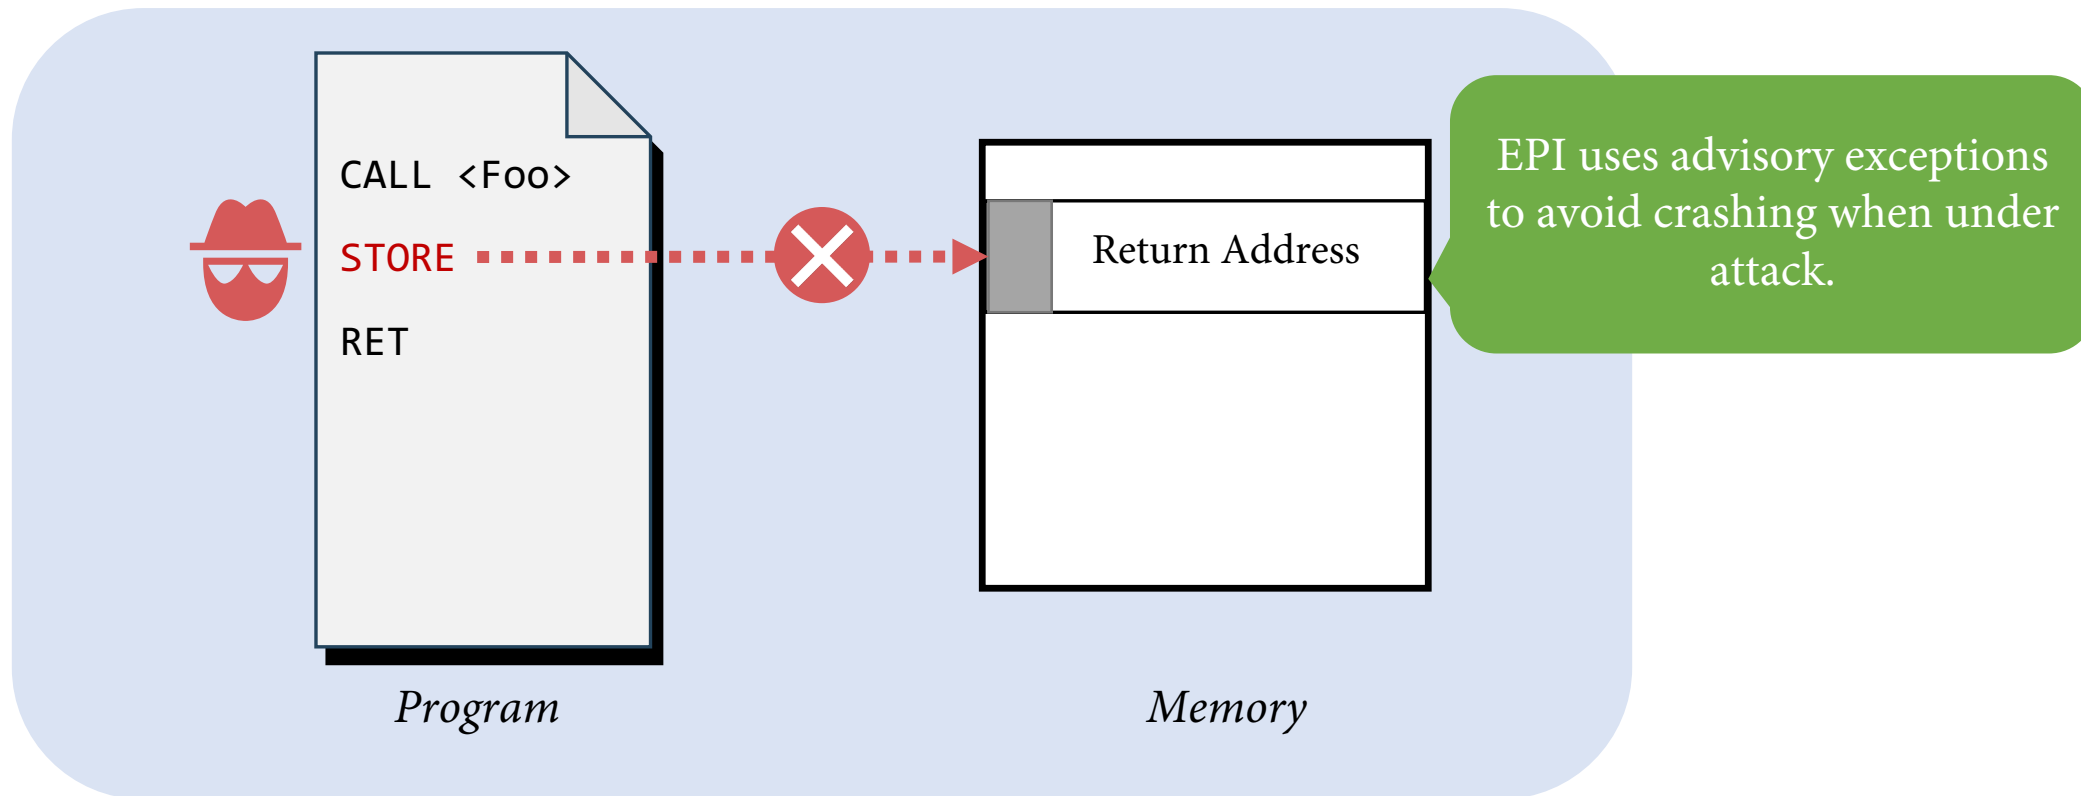 CALL <Foo>
STORE
RET
Return Address
EPI uses advisory exceptions
to avoid crashing when under
attack.
Program
Memory